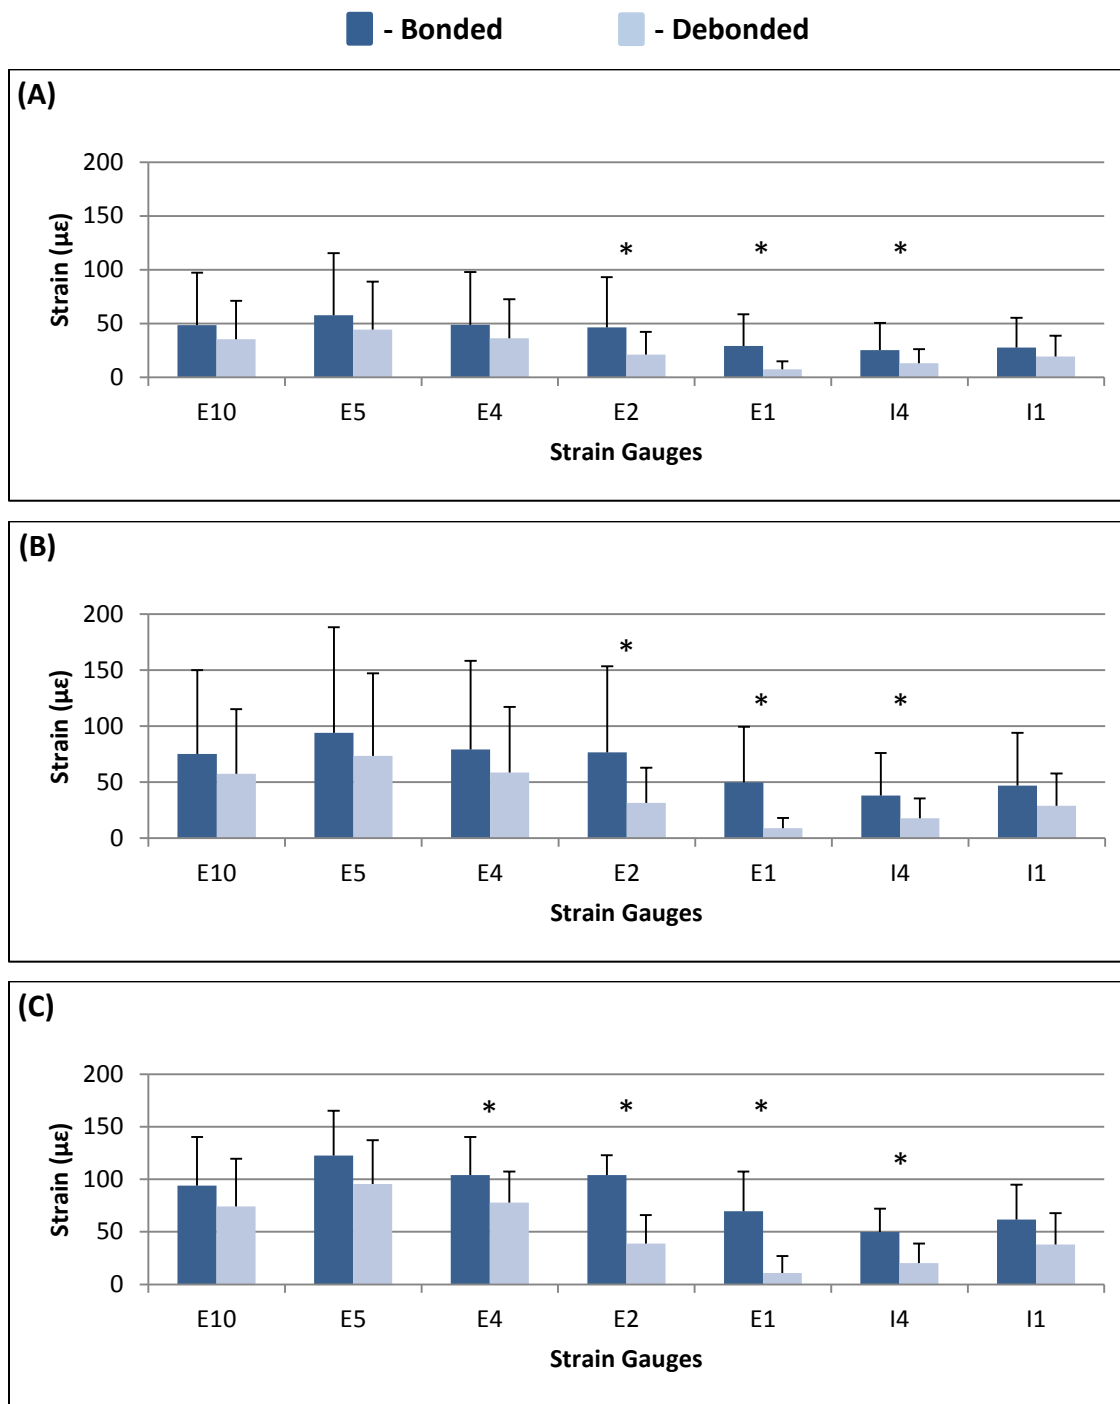 - Bonded - Debonded
(A)
200
150
100
50
0
Strain (με)
* * *
E10 E5 E4 E2 E1 I4 I1
Strain Gauges
(B)
200
150
100
50
0
Strain (με)
* * *
E10 E5 E4 E2 E1 I4 I1
Strain Gauges
(C)
200
150
100
50
0
Strain (με)
* * * *
E10 E5 E4 E2 E1 I4 I1
Strain Gauges